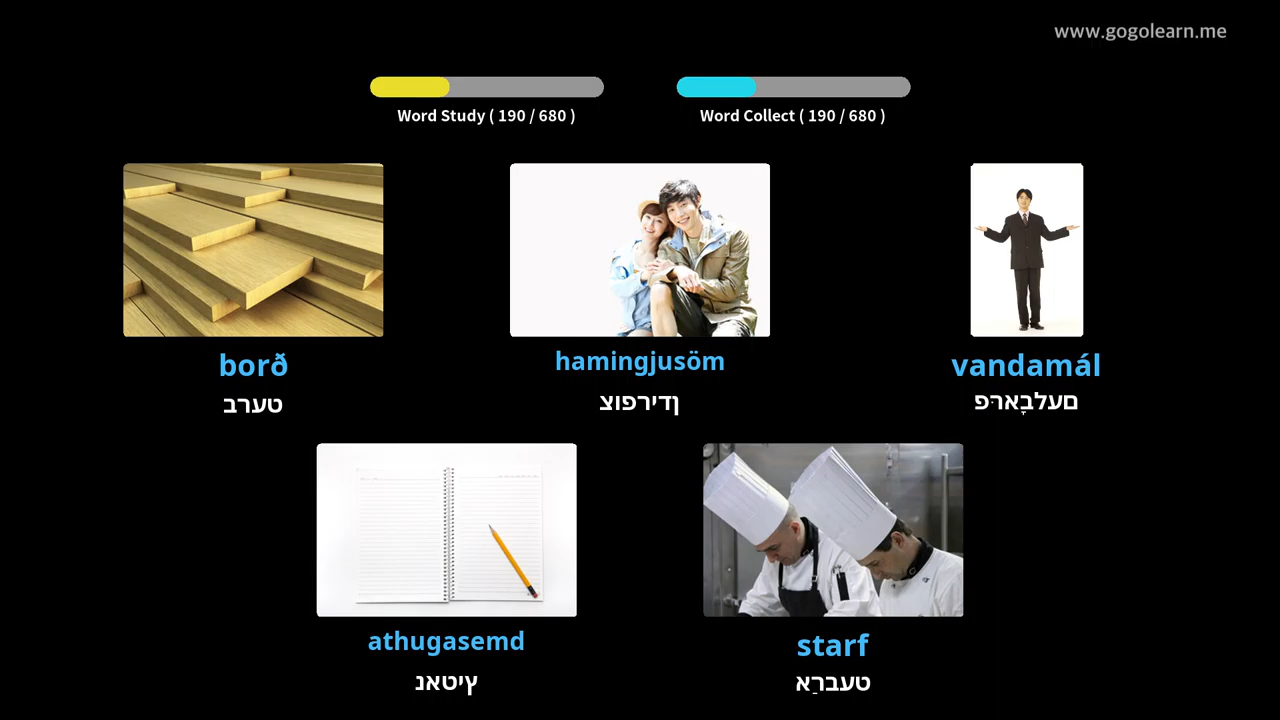 www.gogolearn.me
Word Study ( 190 / 680 )
Word Collect ( 190 / 680 )
borð
טערב
hamingjusöm
ןדירפוצ
vandamál
םעלבָארּפ
athugasemd
ץיטאנ
starf
טעברַא